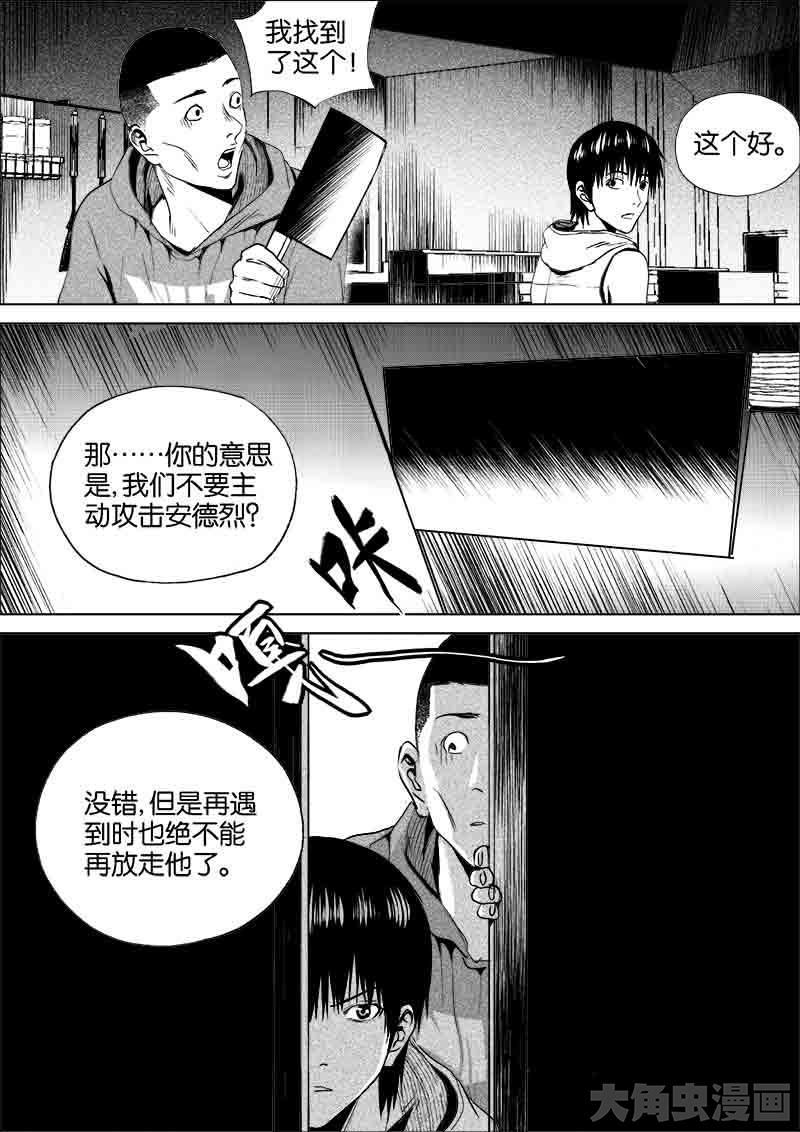 我找到
了这个！
这个好。
那……你的意思
是，我们不要主
动攻击安德烈？
咔
没错，但是再遇
到时也绝不能
再放走他了。
大角虫漫画